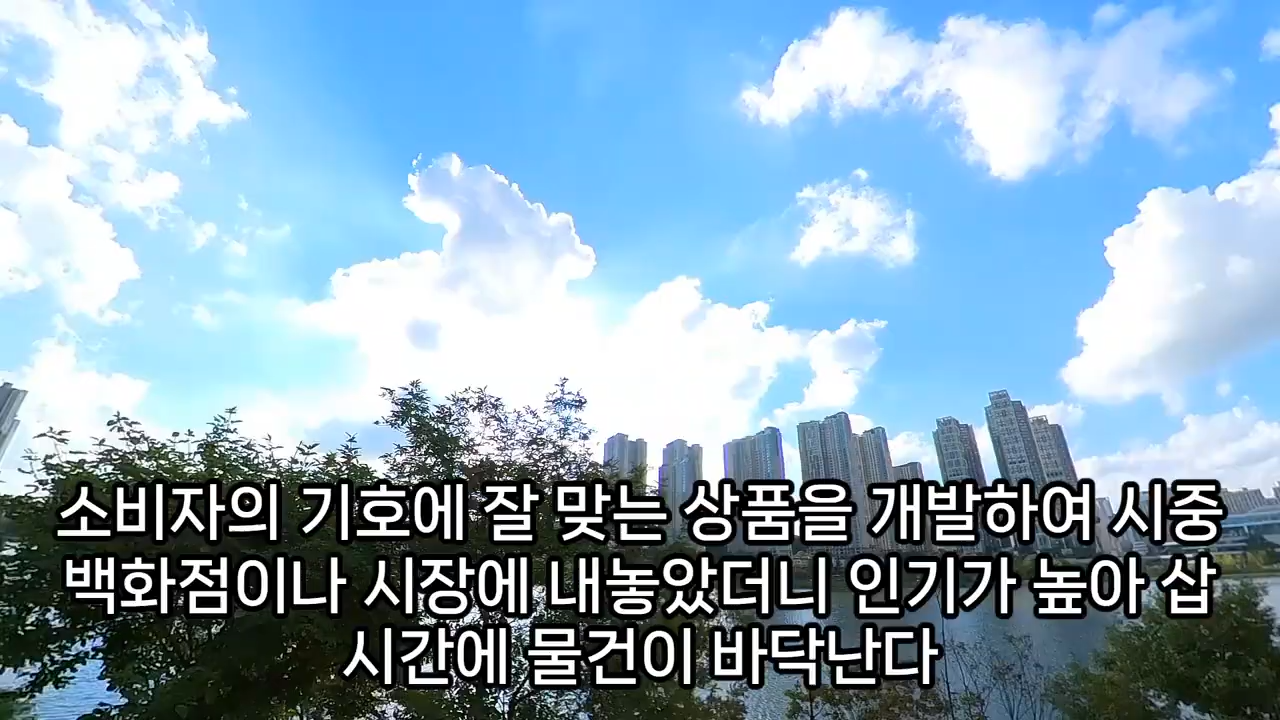 소비자의 기호에 잘 맞는 상품을 개발하여 시중
백화점이나 시장에 내놓았더니 인기가 높아 삽
시간에 물건이 바닥난다